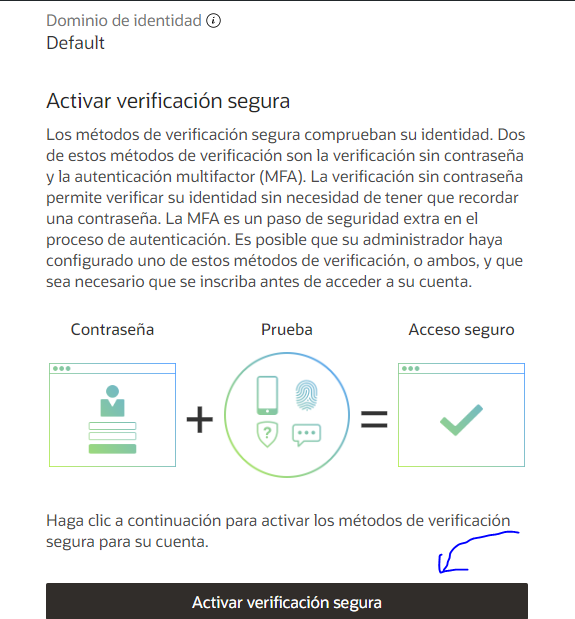 Dominio de identidad
Default
Activar verificación segura
Los métodos de verificación segura comprueban su identidad. Dos
de estos métodos de verificación son la verificación sin contraseña
y la autenticación multifactor (MFA). La verificación sin contraseña
permite verificar su identidad sin necesidad de tener que recordar
una contraseña. La MFA es un paso de seguridad extra en el
proceso de autenticación. Es posible que su administrador haya
configurado uno de estos métodos de verificación, o ambos, y que
sea necesario que se inscriba antes de acceder a su cuenta.
Contraseña Prueba Acceso seguro
Haga clic a continuación para activar los métodos de verificación
segura para su cuenta.
Activar verificación segura